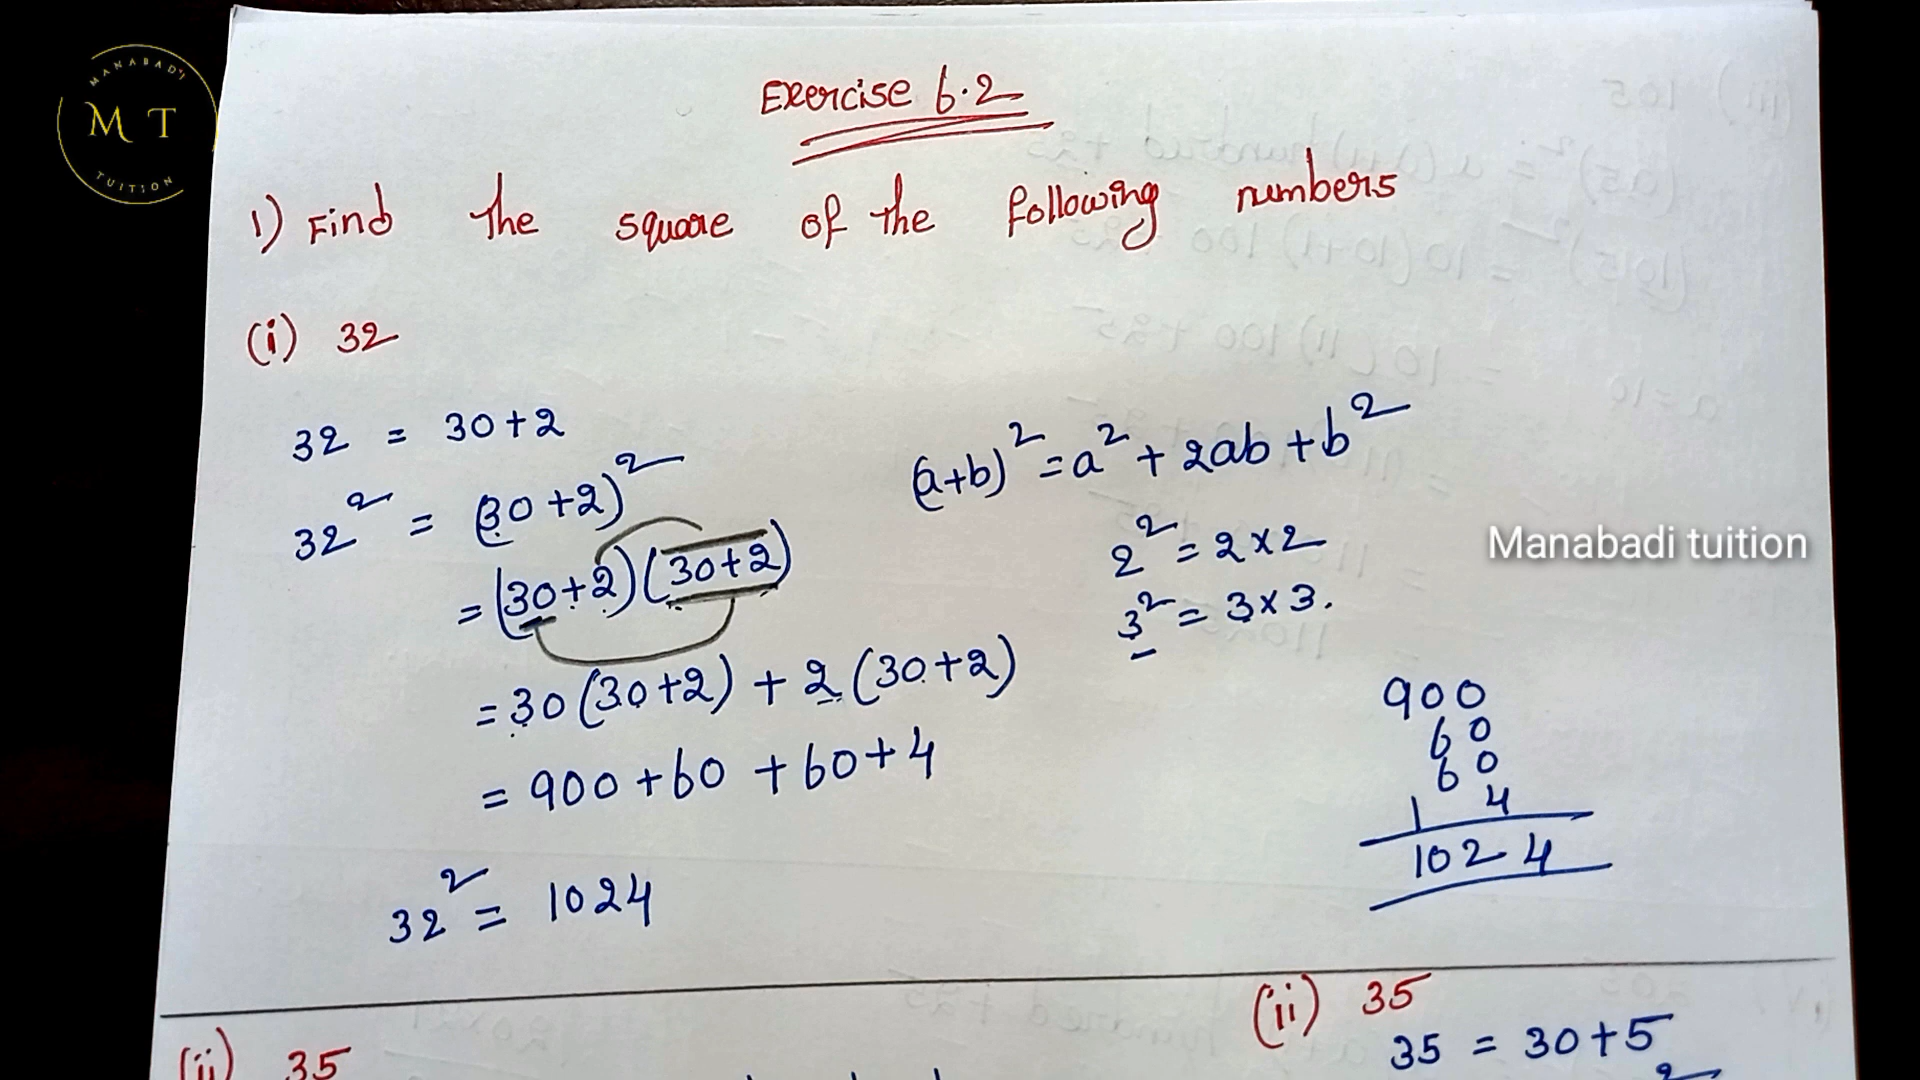 MANABADI
M T
TUITION
Exercise 6.2
1) Find the square of the following numbers
(i) 32
32 = 30+2
32² = (30+2)²
= (30+2)(30+2)
= 30(30+2) + 2(30+2)
= 900+60 + 60+4
32² = 1024
(a+b)² = a² + 2ab + b²
2² = 2×2
3² = 3×3.
Manabadi tuition
900
60
60
1 4
1024
(ii) 35
(ii) 35
35 = 30+5